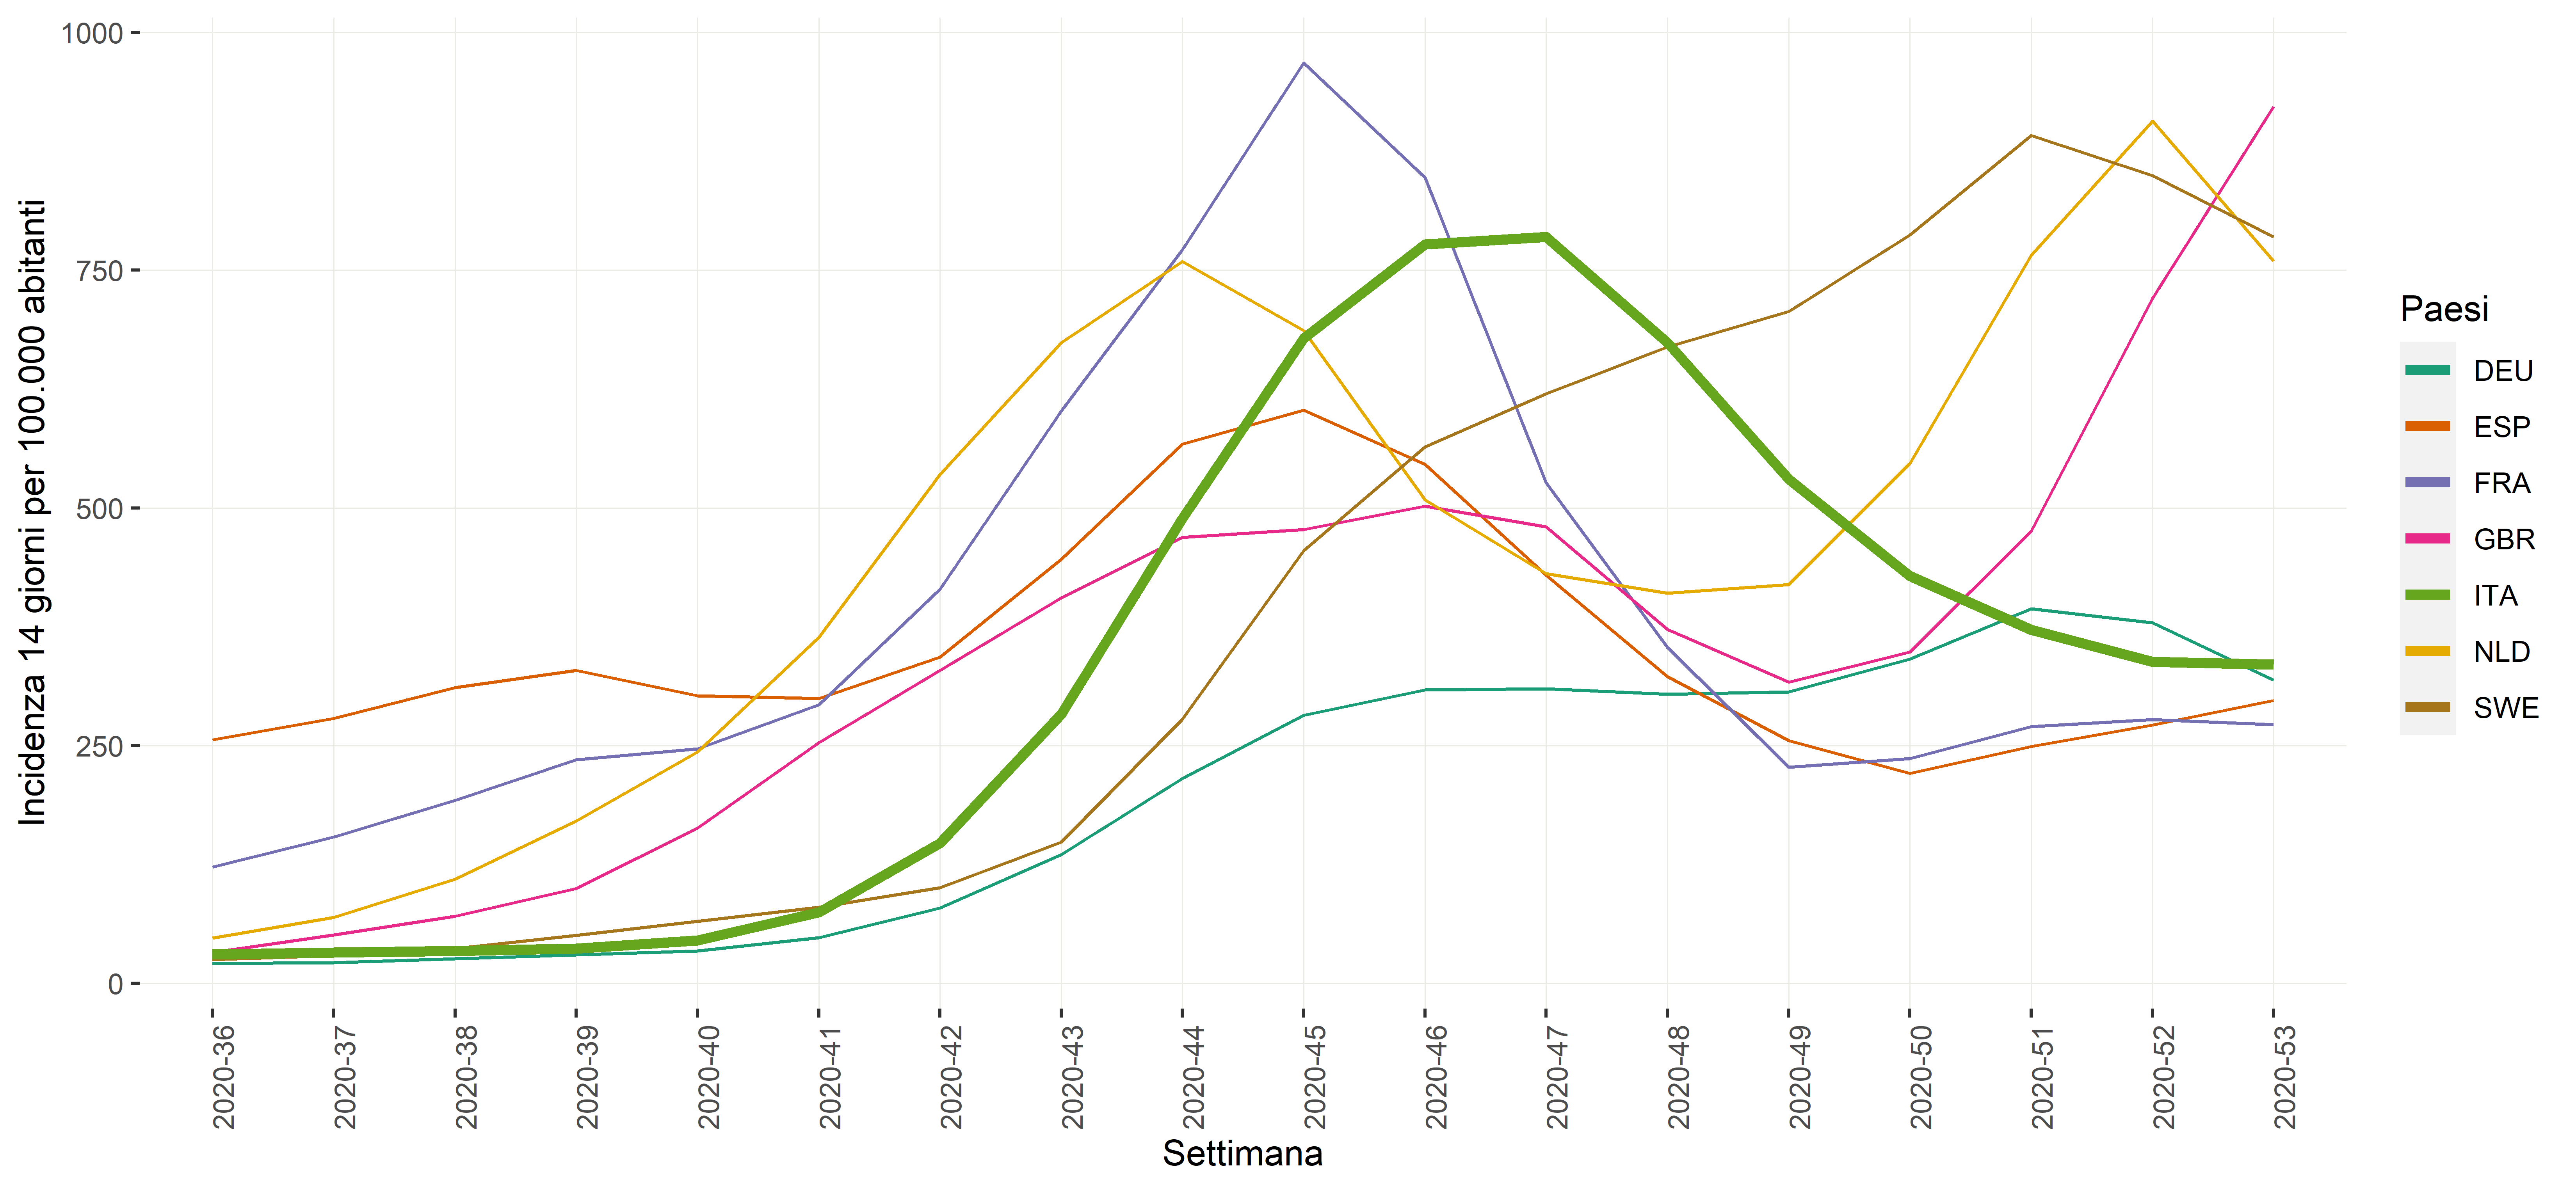 Incidenza 14 giorni per 100.000 abitanti
1000
750
500
250
0
2020-36
2020-37
2020-38
2020-39
2020-40
2020-41
2020-42
2020-43
2020-44
2020-45
2020-46
2020-47
2020-48
2020-49
2020-50
2020-51
2020-52
2020-53
Settimana
Paesi
DEU
ESP
FRA
GBR
ITA
NLD
SWE